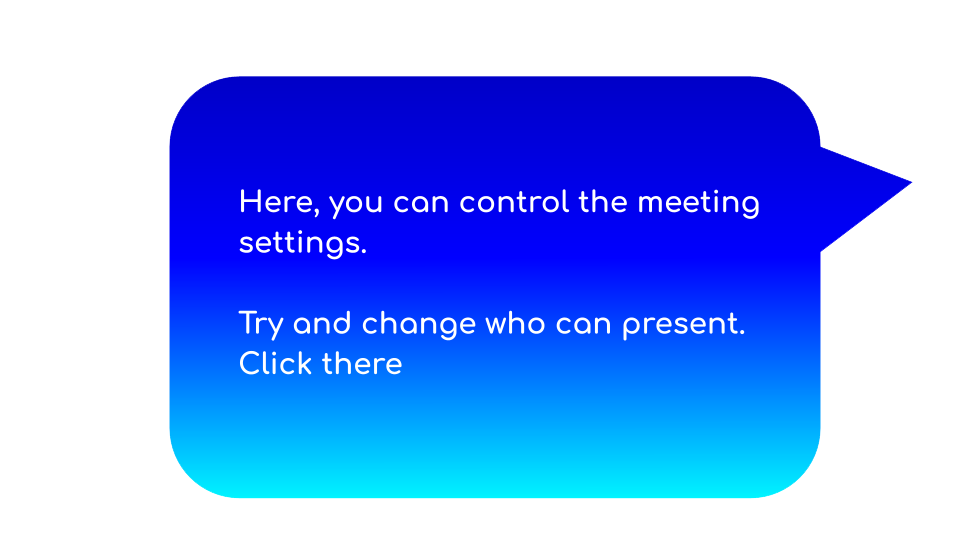 Here, you can control the meeting
settings.
Try and change who can present.
Click there